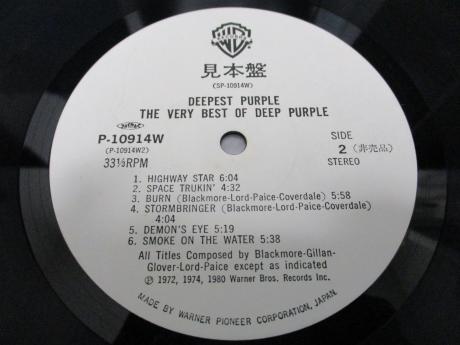 見本盤
(SP-10914W)
DEEPEST PURPLE
THE VERY BEST OF DEEP PURPLE
P-10914W
(P-10914W2)
33⅓RPM
SIDE
2 (非売品)
STEREO
1. HIGHWAY STAR 6:04
2. SPACE TRUKIN' 4:32
3. BURN (Blackmore-Lord-Paice-Coverdale) 5:58
4. STORMBRINGER (Blackmore-Lord-Paice-Coverdale)
4:04
5. DEMON'S EYE 5:19
6. SMOKE ON THE WATER 5:38
All Titles Composed by Blackmore-Gillan-
Glover-Lord-Paice except as indicated
℗ 1972, 1974, 1980 Warner Bros. Records Inc.
MADE BY WARNER PIONEER CORPORATION, JAPAN.